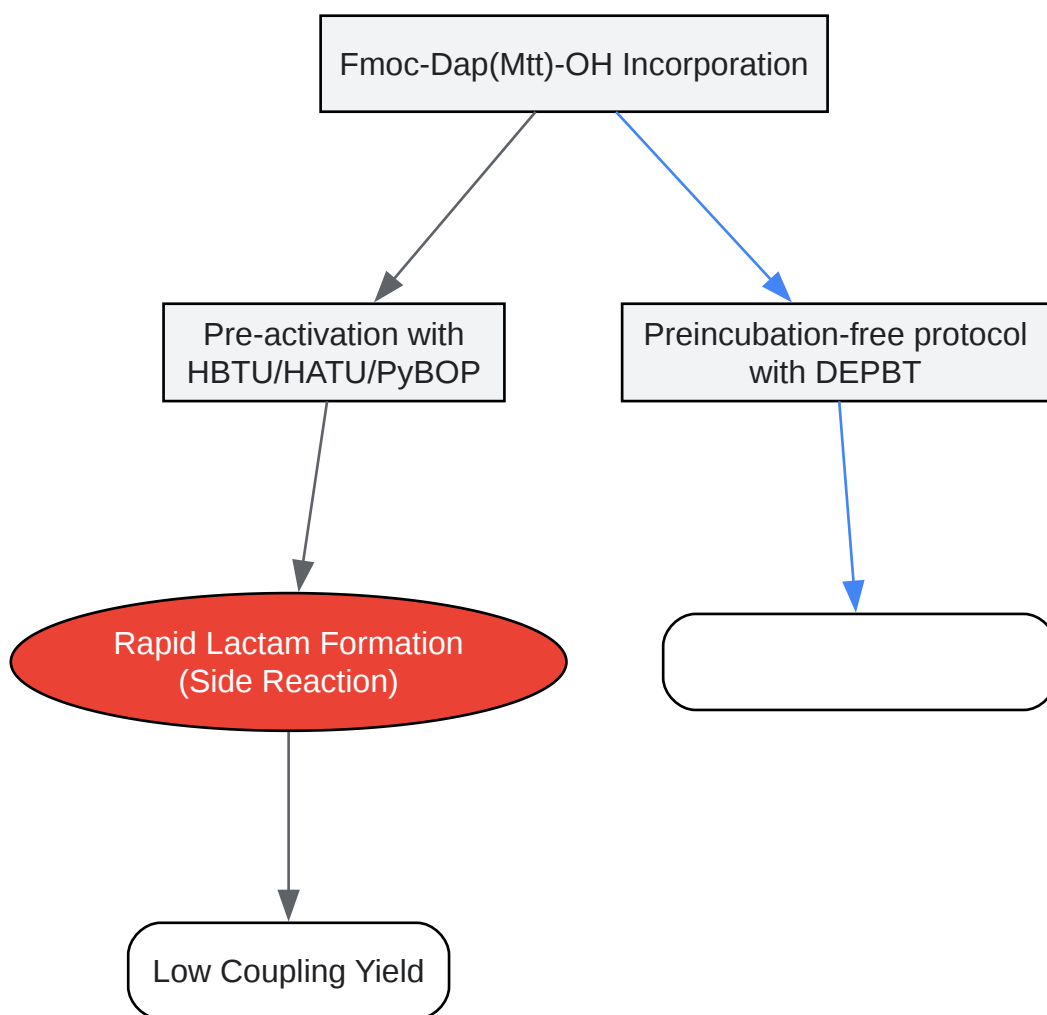 Fmoc-Dap(Mtt)-OH Incorporation
Pre-activation with
HBTU/HATU/PyBOP
Preincubation-free protocol
with DEPBT
Rapid Lactam Formation
(Side Reaction)
Low Coupling Yield